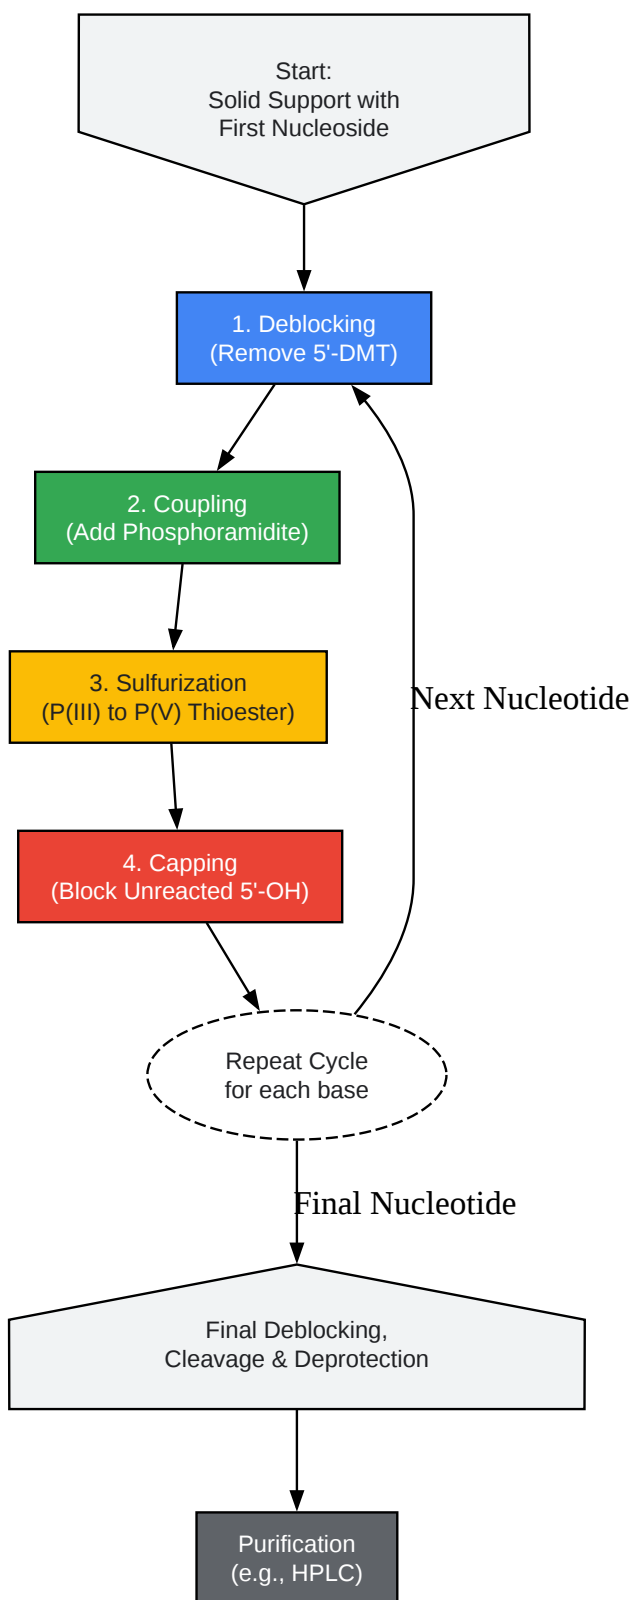 Start:
Solid Support with
First Nucleoside
1. Deblocking
(Remove 5'-DMT)
2. Coupling
(Add Phosphoramidite)
3. Sulfurization
(P(III) to P(V) Thioester)
Next Nucleotide
4. Capping
(Block Unreacted 5'-OH)
Repeat Cycle
for each base
Final Nucleotide
Final Deblocking,
Cleavage & Deprotection
Purification
(e.g., HPLC)